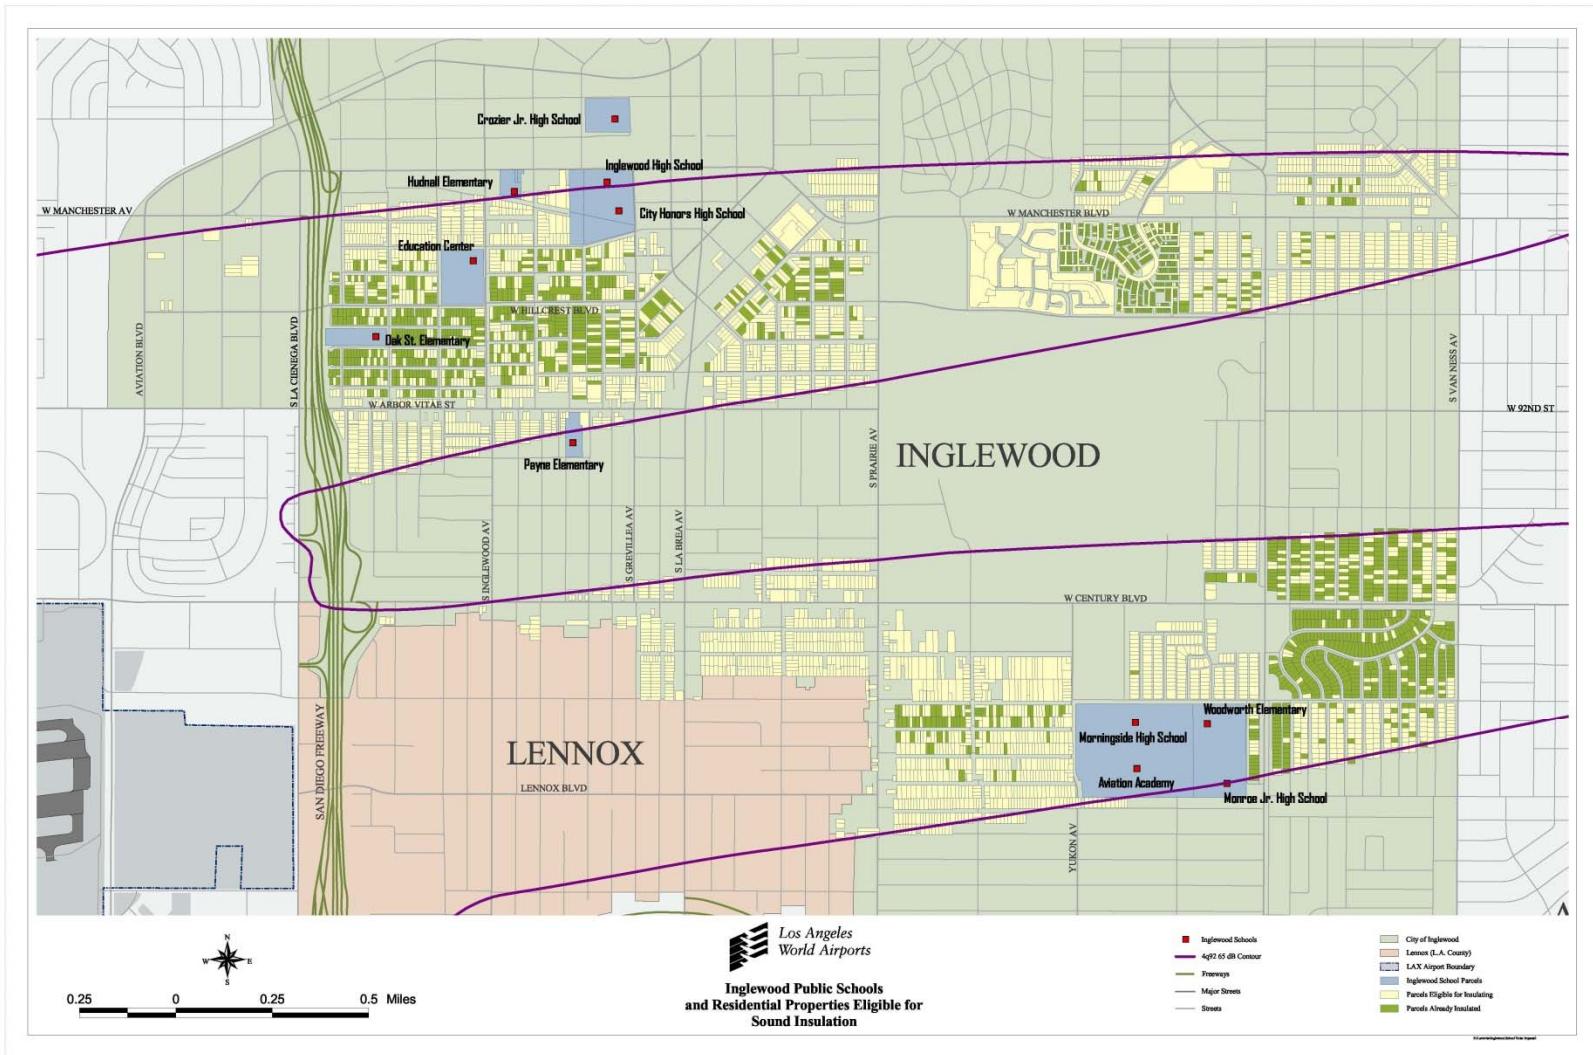 Crozier Jr. High School
Inglewood High School
Hudnall Elementary
W MANCHESTER AV
City Honors High School
W MANCHESTER BLVD
Education Center
W HILLCREST BLVD
AVIATION BLVD
S LA CIENEGA BLVD
Oak St. Elementary
S VAN NESS AV
W ARBOR VITAE ST
W 92ND ST
S PRAIRIE AV
INGLEWOOD
Payne Elementary
S INGLEWOOD AV
S GREVILLEA AV
S LA BREA AV
W CENTURY BLVD
SAN DIEGO FREEWAY
Woodworth Elementary
LENNOX
Morningside High School
Aviation Academy
LENNOX BLVD
Monroe Jr. High School
YUKON AV
N
W E
S
0.25 0 0.25 0.5 Miles
Los Angeles
World Airports
Inglewood Public Schools
and Residential Properties Eligible for
Sound Insulation
Inglewood Schools
4q92 65 dB Contour
Freeways
Major Streets
Streets
City of Inglewood
Lennox (L.A. County)
LAX Airport Boundary
Inglewood School Parcels
Parcels Eligible for Insulating
Parcels Already Insulated